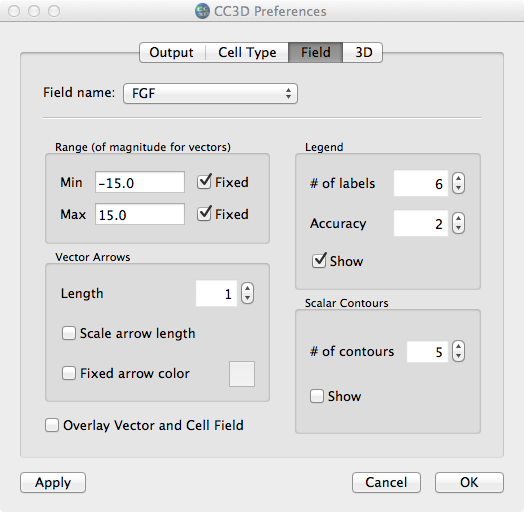 CC3D Preferences
Output Cell Type Field 3D
Field name: FGF
Range (of magnitude for vectors)
Min -15.0 Fixed
Max 15.0 Fixed
Vector Arrows
Length 1
Scale arrow length
Fixed arrow color
Overlay Vector and Cell Field
Legend
# of labels 6
Accuracy 2
Show
Scalar Contours
# of contours 5
Show
Apply Cancel OK